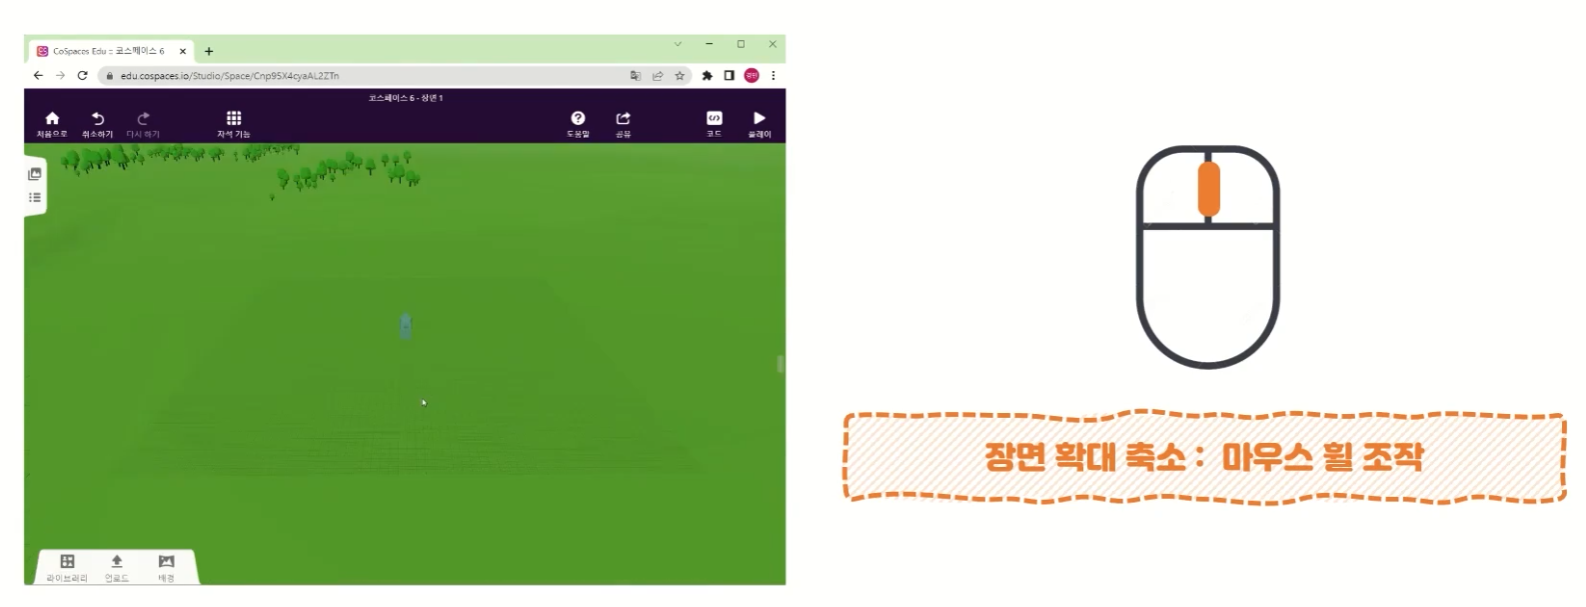 CoSpaces Edu :: 코스페이스 6
edu.cospaces.io/Studio/Space/Cnp95X4cyaAL2ZTn
코스페이스 6 - 장면 1
처음으로 취소하기 다시 하기 자석 기능 도움말 공유 코드 플레이
장면 확대 축소 : 마우스 휠 조작
라이브러리 업로드 배경